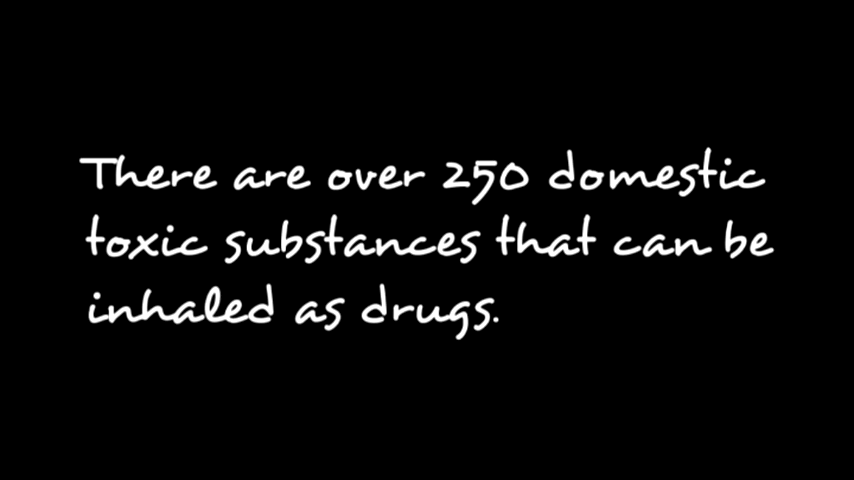 There are over 250 domestic
toxic substances that can be
inhaled as drugs.